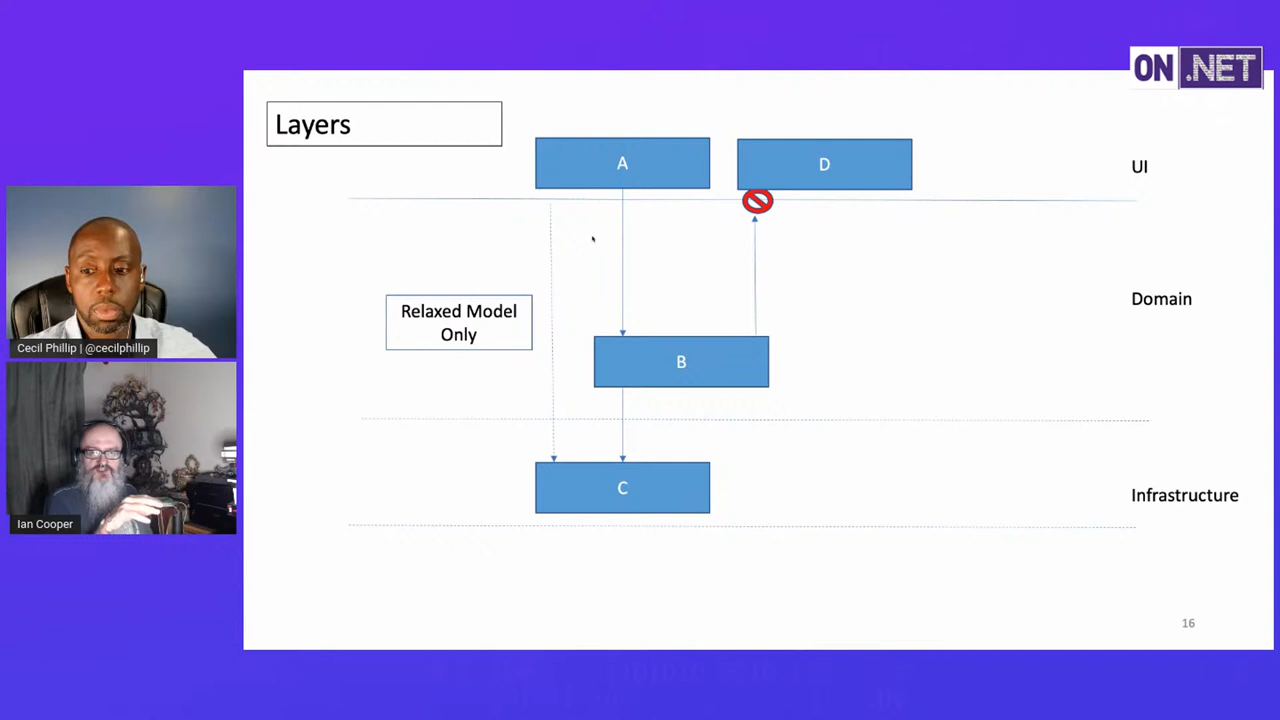 ON .NET
Layers
A
D
UI
Relaxed Model
Only
Domain
B
Cecil Phillip | @cecilphillip
C
Infrastructure
Ian Cooper
16